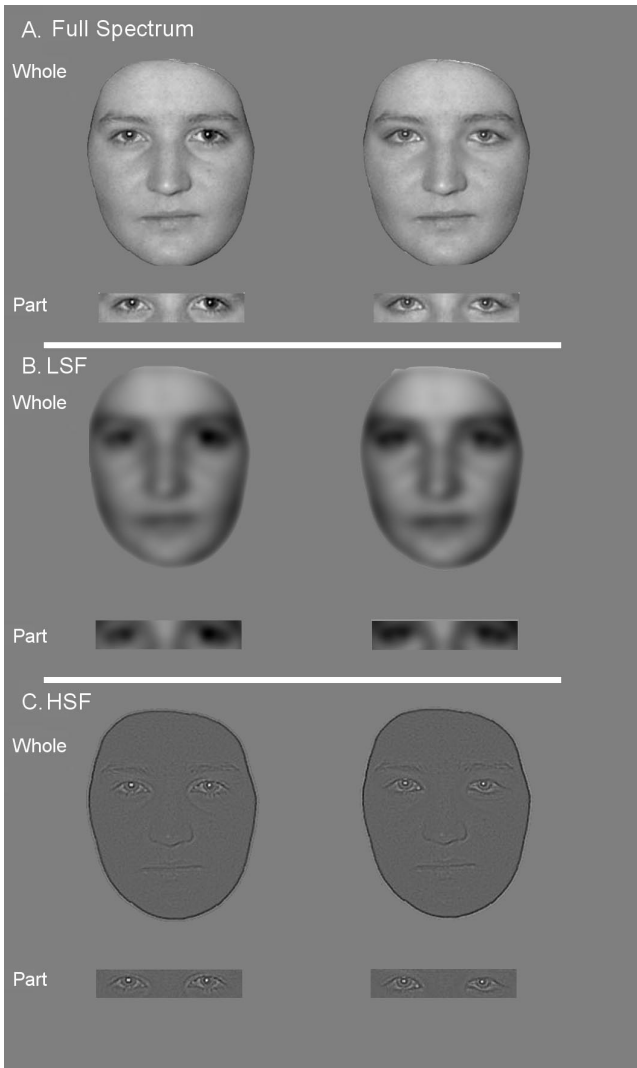 A. Full Spectrum
Whole
Part
B. LSF
Whole
Part
C. HSF
Whole
Part